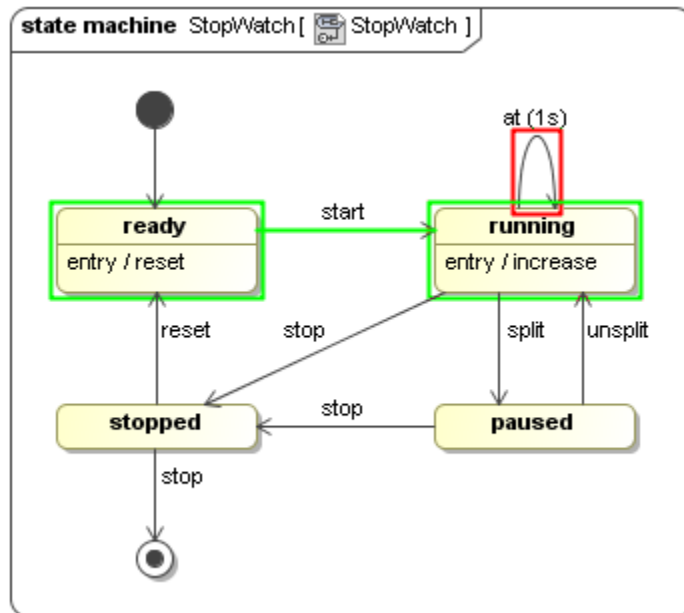 state machine StopWatch [ StopWatch ]
at (1s)
ready
start
running
entry / reset
entry / increase
reset
stop
split
unsplit
stopped
stop
paused
stop